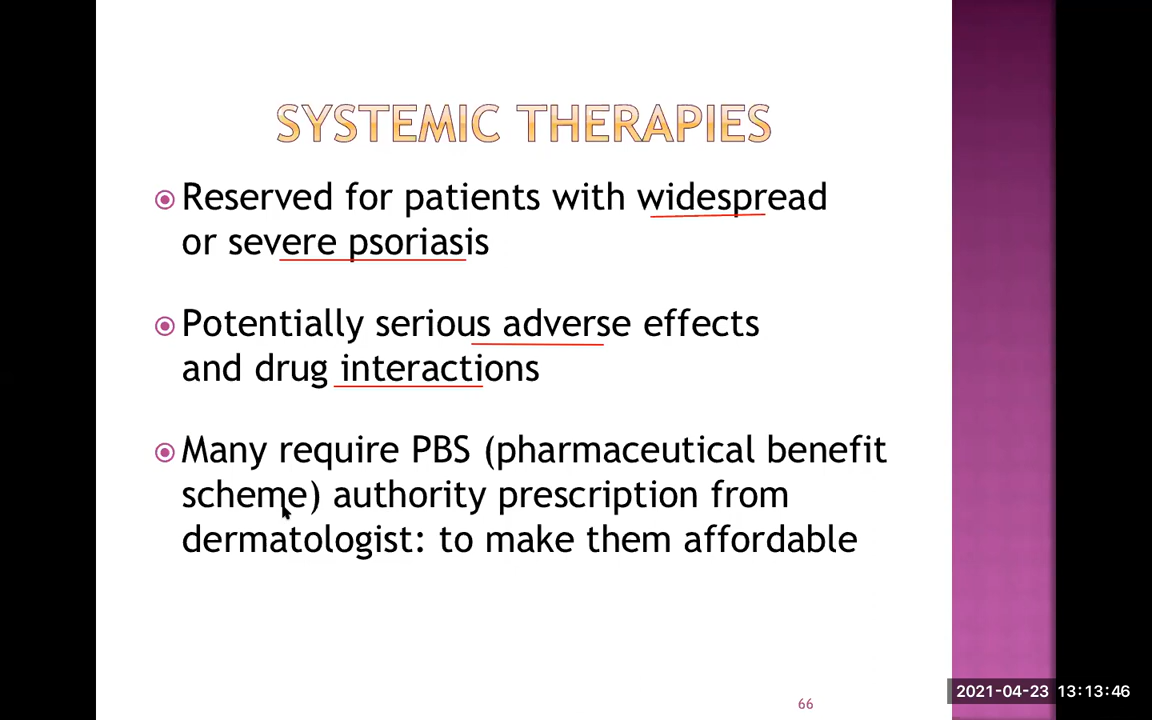 SYSTEMIC THERAPIES
Reserved for patients with widespread
or severe psoriasis
Potentially serious adverse effects
and drug interactions
Many require PBS (pharmaceutical benefit
scheme) authority prescription from
dermatologist: to make them affordable
66
2021-04-23 13:13:46